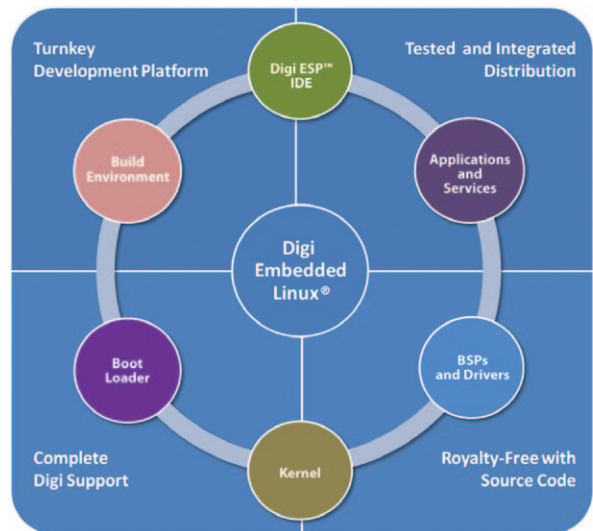 Turnkey
Development Platform
Digi ESP™
IDE
Tested and Integrated
Distribution
Build
Environment
Applications
and
Services
Digi
Embedded
Linux®
Boot
Loader
BSPs
and Drivers
Complete
Digi Support
Kernel
Royalty-Free with
Source Code